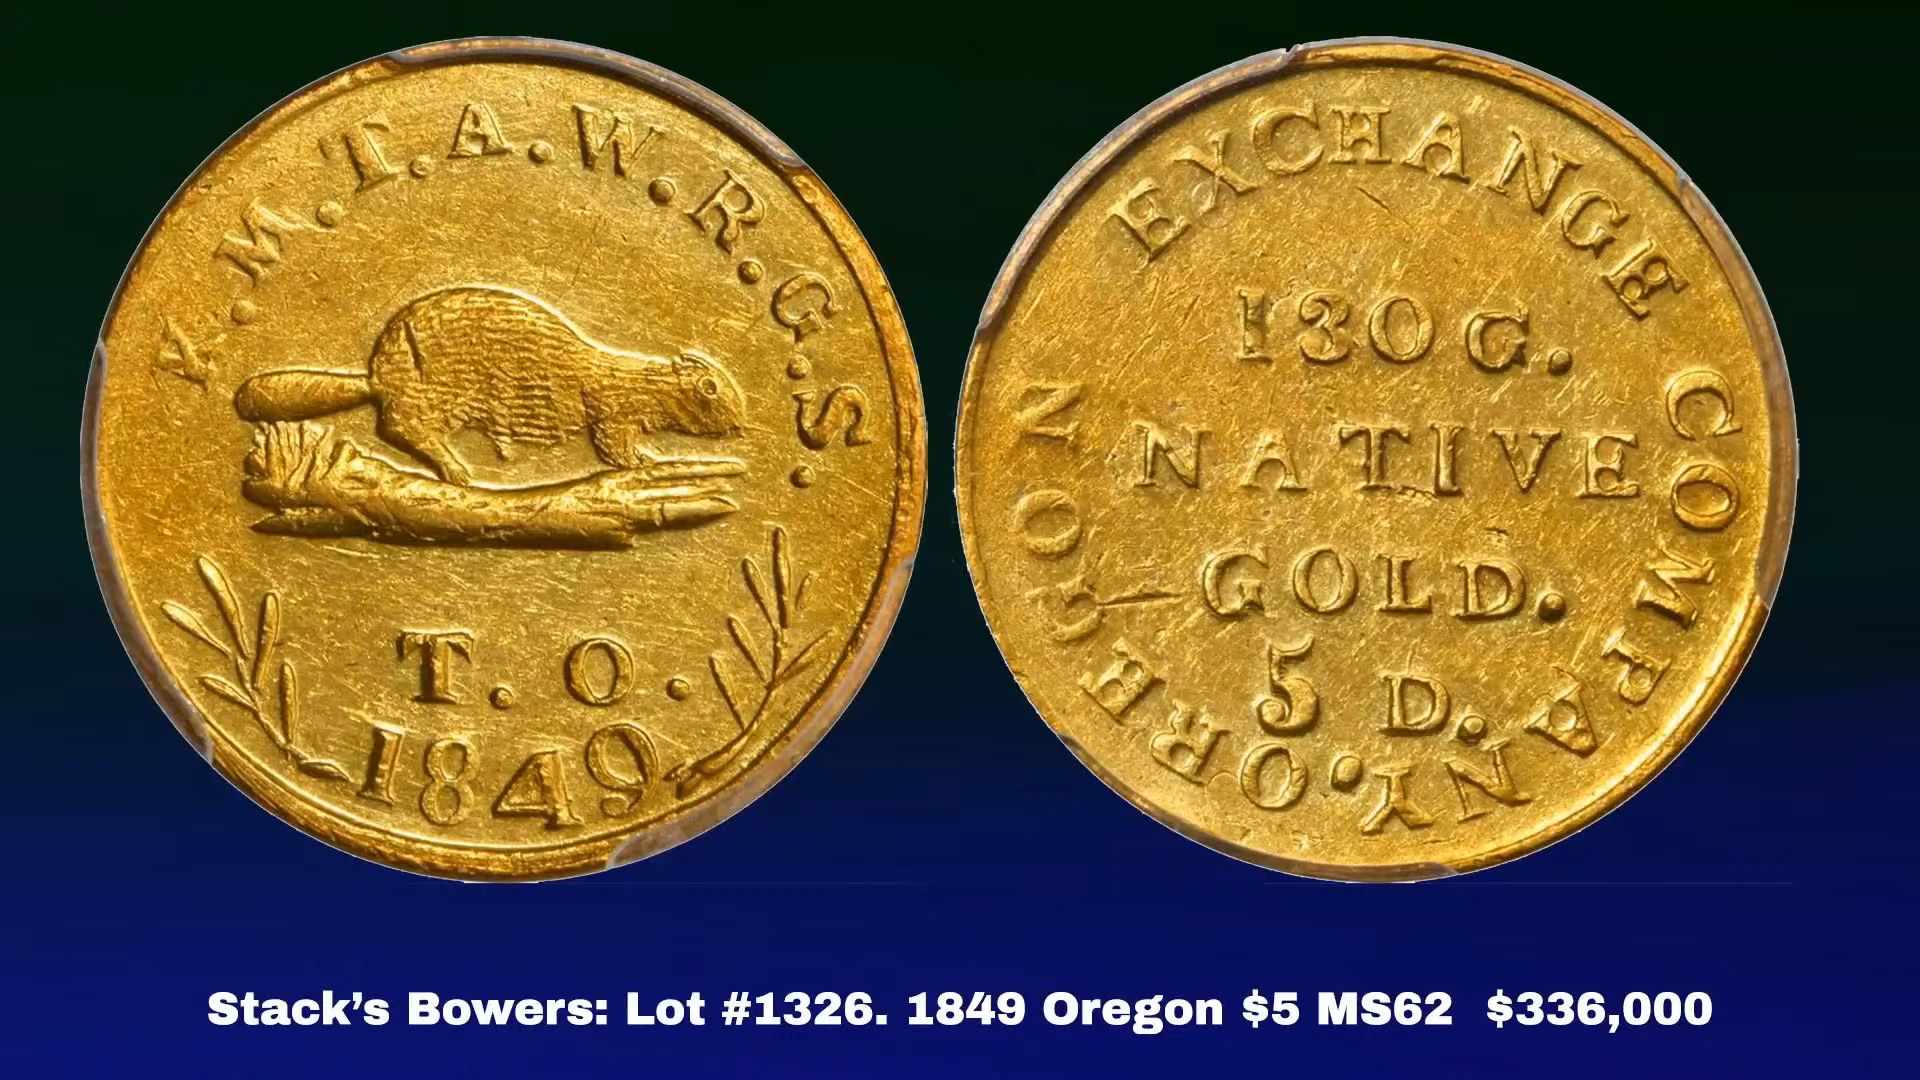 K.M.T.A.W.R.G.S.
T. O.
1849
OREGON EXCHANGE COMPANY.
130 G.
NATIVE
GOLD.
5 D.
Stack’s Bowers: Lot #1326. 1849 Oregon $5 MS62 $336,000